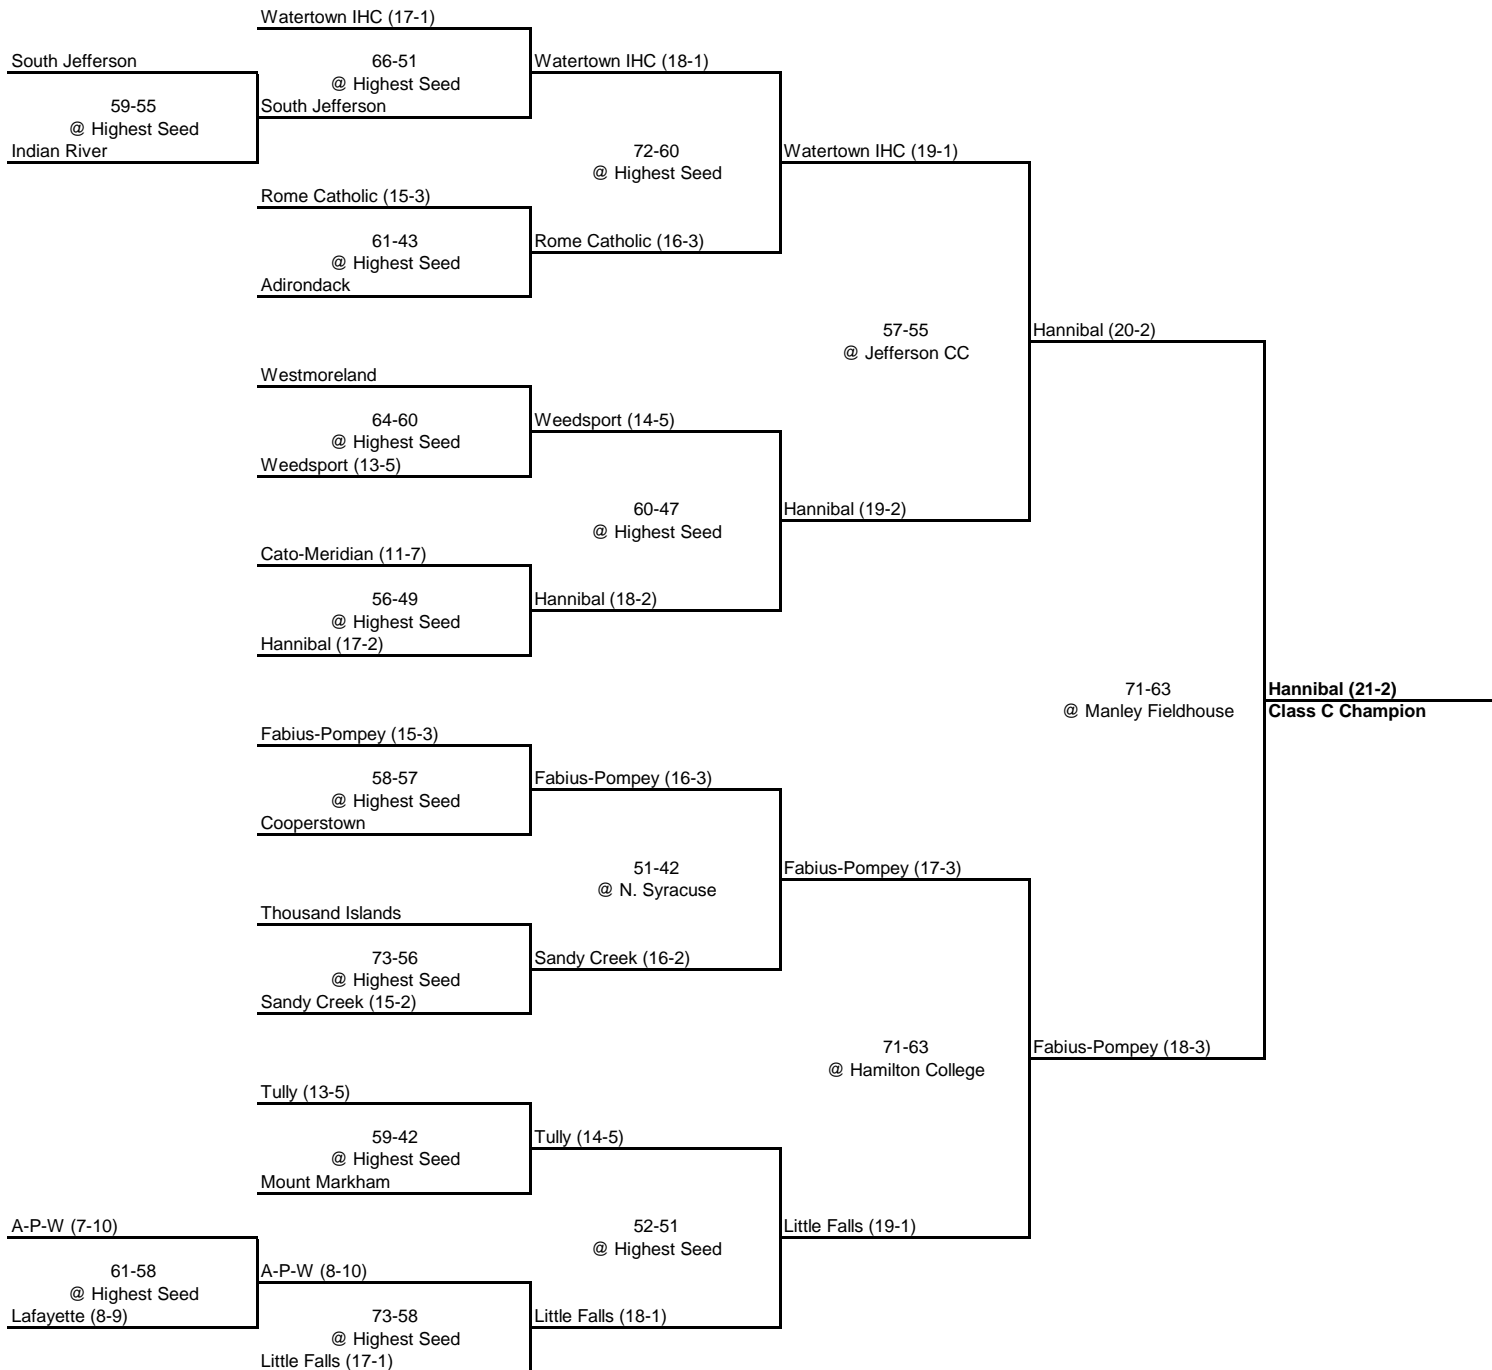 Watertown IHC (17-1)
South Jefferson
66-51
@ Highest Seed
Watertown IHC (18-1)
59-55
@ Highest Seed
South Jefferson
Indian River
72-60
@ Highest Seed
Watertown IHC (19-1)
Rome Catholic (15-3)
61-43
@ Highest Seed
Rome Catholic (16-3)
Adirondack
57-55
@ Jefferson CC
Hannibal (20-2)
Westmoreland
64-60
@ Highest Seed
Weedsport (14-5)
Weedsport (13-5)
60-47
@ Highest Seed
Hannibal (19-2)
Cato-Meridian (11-7)
56-49
@ Highest Seed
Hannibal (18-2)
Hannibal (17-2)
71-63
@ Manley Fieldhouse
Hannibal (21-2)
Class C Champion
Fabius-Pompey (15-3)
58-57
@ Highest Seed
Fabius-Pompey (16-3)
Cooperstown
51-42
@ N. Syracuse
Fabius-Pompey (17-3)
Thousand Islands
73-56
@ Highest Seed
Sandy Creek (16-2)
Sandy Creek (15-2)
71-63
@ Hamilton College
Fabius-Pompey (18-3)
Tully (13-5)
59-42
@ Highest Seed
Tully (14-5)
Mount Markham
52-51
@ Highest Seed
Little Falls (19-1)
A-P-W (7-10)
61-58
@ Highest Seed
A-P-W (8-10)
Lafayette (8-9)
73-58
@ Highest Seed
Little Falls (18-1)
Little Falls (17-1)